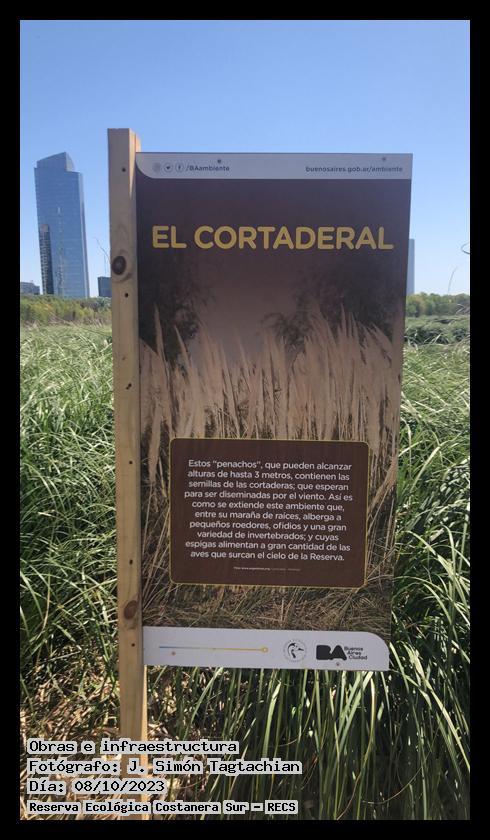 /BAambiente
buenosaires.gob.ar/ambiente
EL CORTADERAL
Estos "penachos", que pueden alcanzar
alturas de hasta 3 metros, contienen las
semillas de las cortaderas; que esperan
para ser diseminadas por el viento. Así es
como se extiende este ambiente que,
entre su maraña de raíces, alberga a
pequeños roedores, ofidios y una gran
variedad de invertebrados; y cuyas
espigas alimentan a gran cantidad de las
aves que surcan el cielo de la Reserva.
BA Buenos
Aires
Ciudad
Obras e infraestructura
Fotógrafo: J. Simón Tagtachian
Día: 08/10/2023
Reserva Ecológica Costanera Sur - RECS